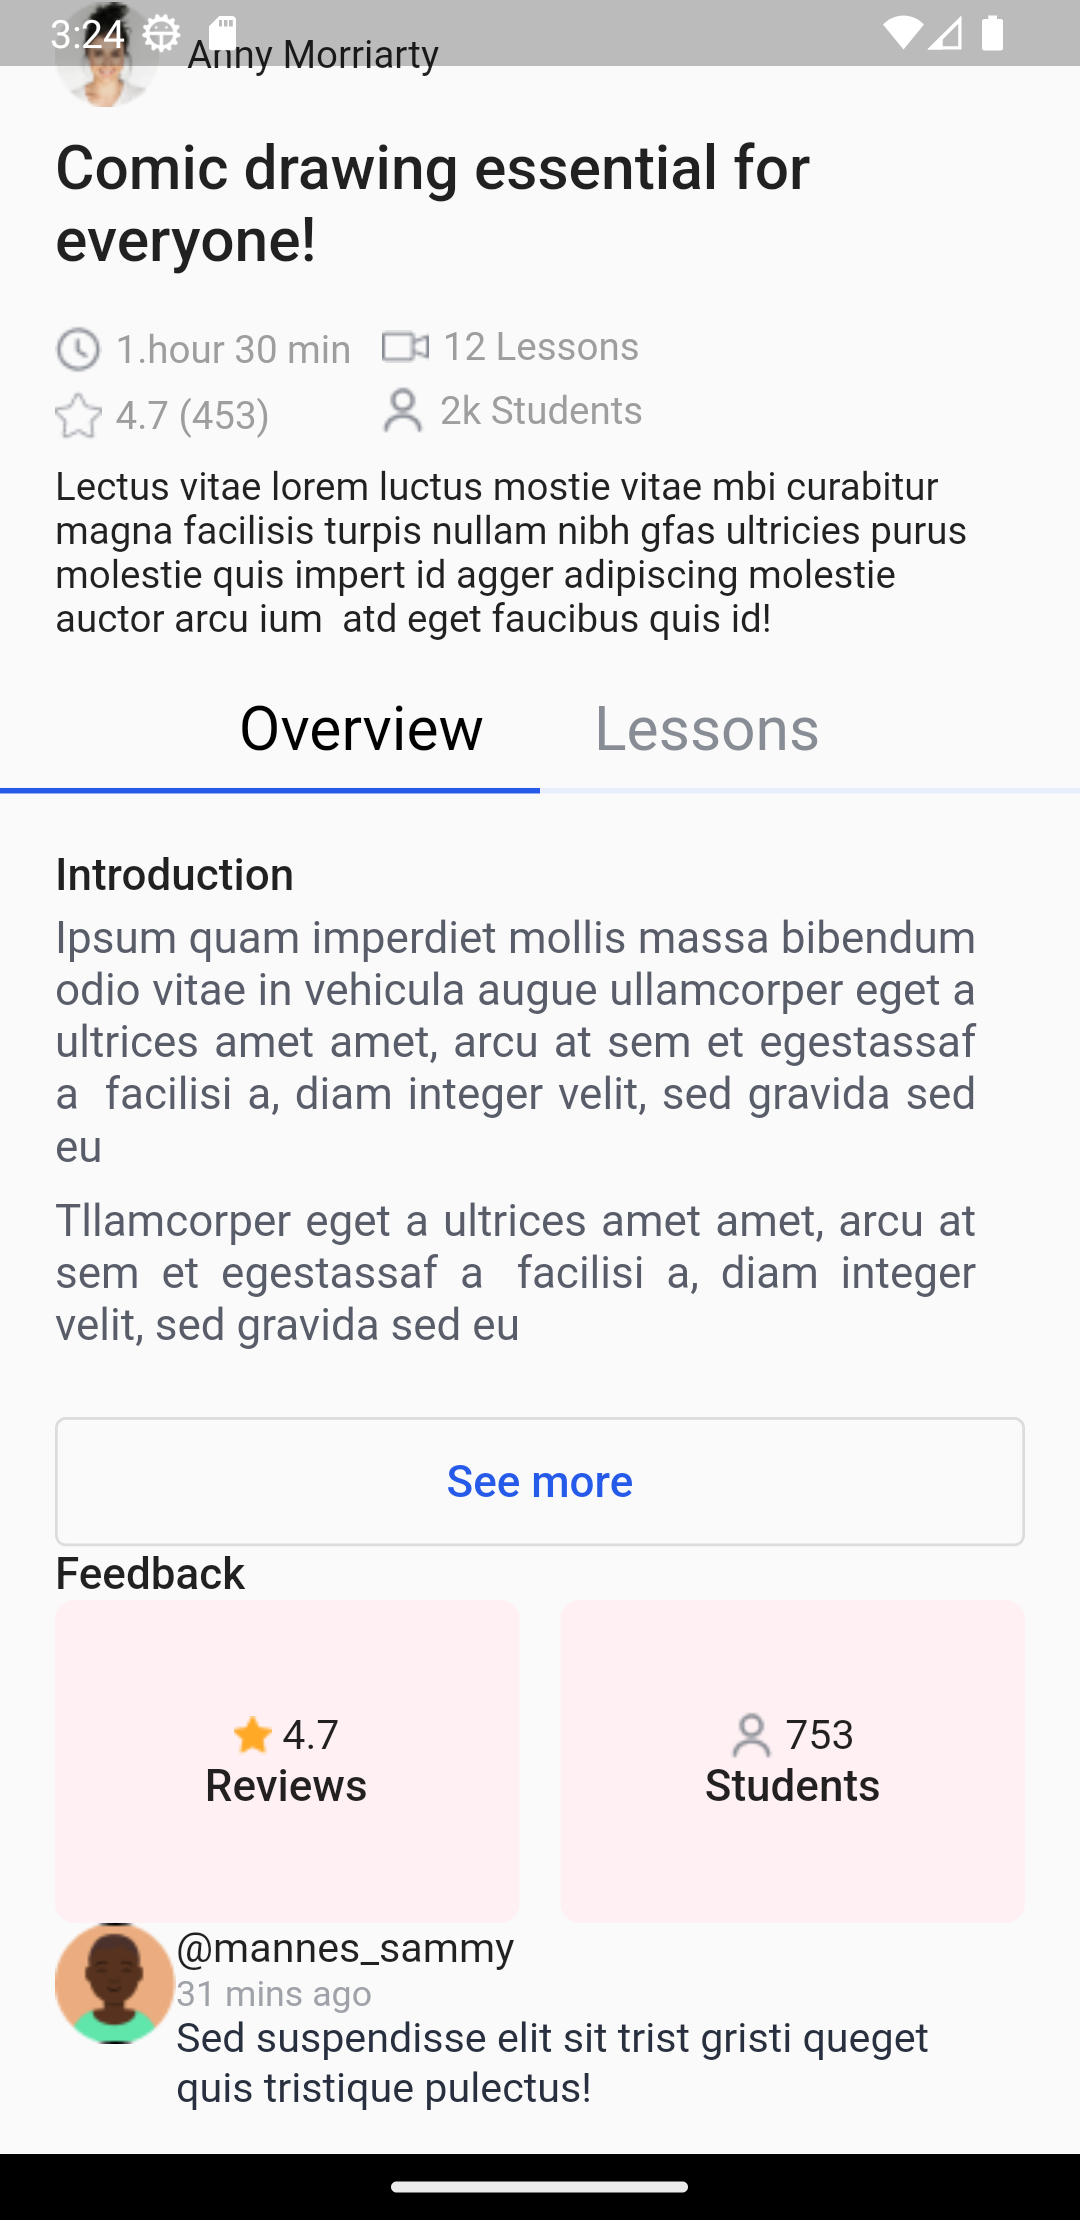 3:24
Anny Morriarty
Comic drawing essential for
everyone!
1.hour 30 min
12 Lessons
4.7 (453)
2k Students
Lectus vitae lorem luctus mostie vitae mbi curabitur
magna facilisis turpis nullam nibh gfas ultricies purus
molestie quis impert id agger adipiscing molestie
auctor arcu ium  atd eget faucibus quis id!
Overview
Lessons
Introduction
Ipsum quam imperdiet mollis massa bibendum
odio vitae in vehicula augue ullamcorper eget a
ultrices amet amet, arcu at sem et egestassaf
a  facilisi a, diam integer velit, sed gravida sed
eu
Tllamcorper eget a ultrices amet amet, arcu at
sem et egestassaf a  facilisi a, diam integer
velit, sed gravida sed eu
See more
Feedback
4.7
Reviews
753
Students
@mannes_sammy
31 mins ago
Sed suspendisse elit sit trist gristi queget
quis tristique pulectus!